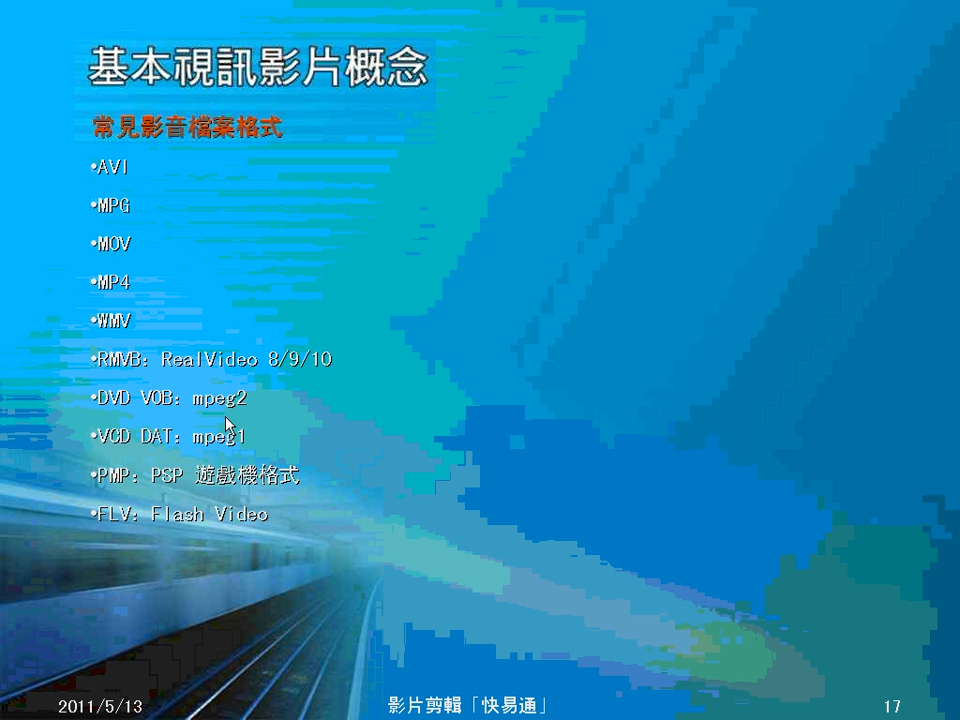 基本視訊影片概念
常見影音檔案格式
•AVI
•MPG
•MOV
•MP4
•WMV
•RMVB: RealVideo 8/9/10
•DVD VOB: mpeg2
•VCD DAT: mpeg1
•PMP: PSP 遊戲機格式
•FLV: Flash Video
2011/5/13 影片剪輯「快易通」 17